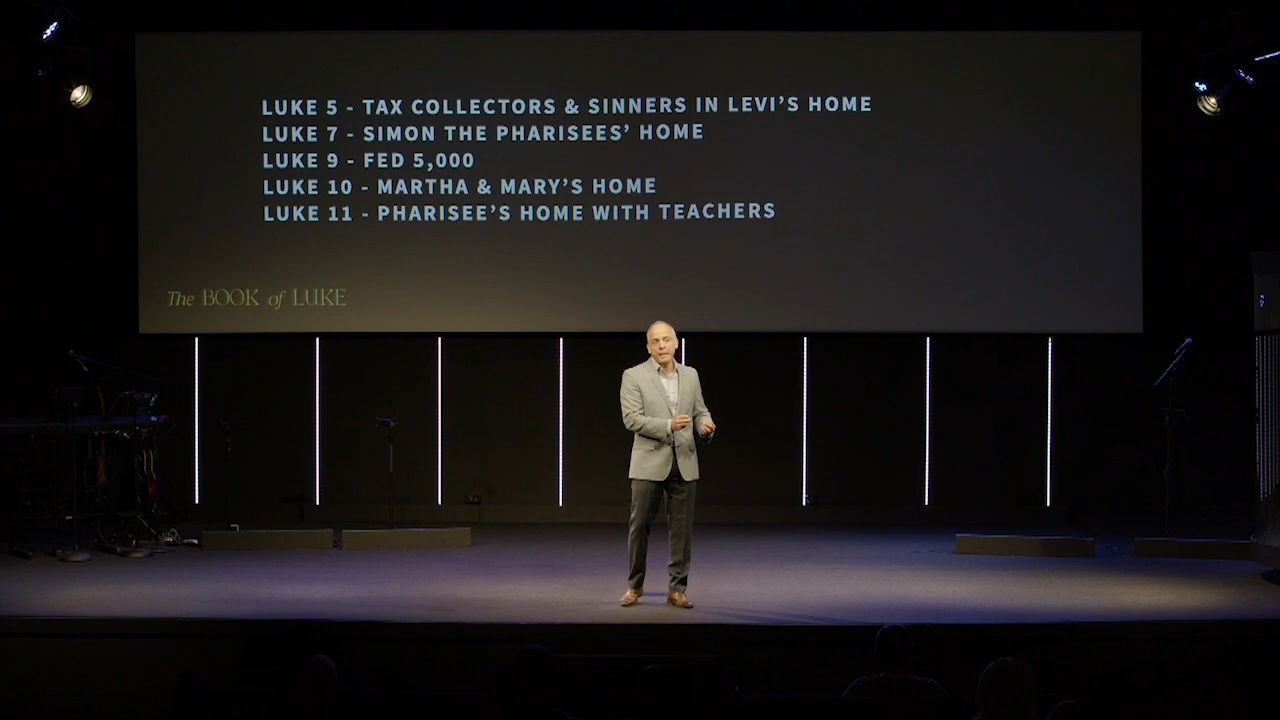 LUKE 5 - TAX COLLECTORS & SINNERS IN LEVI’S HOME
LUKE 7 - SIMON THE PHARISEES’ HOME
LUKE 9 - FED 5,000
LUKE 10 - MARTHA & MARY’S HOME
LUKE 11 - PHARISEE’S HOME WITH TEACHERS
The BOOK of LUKE